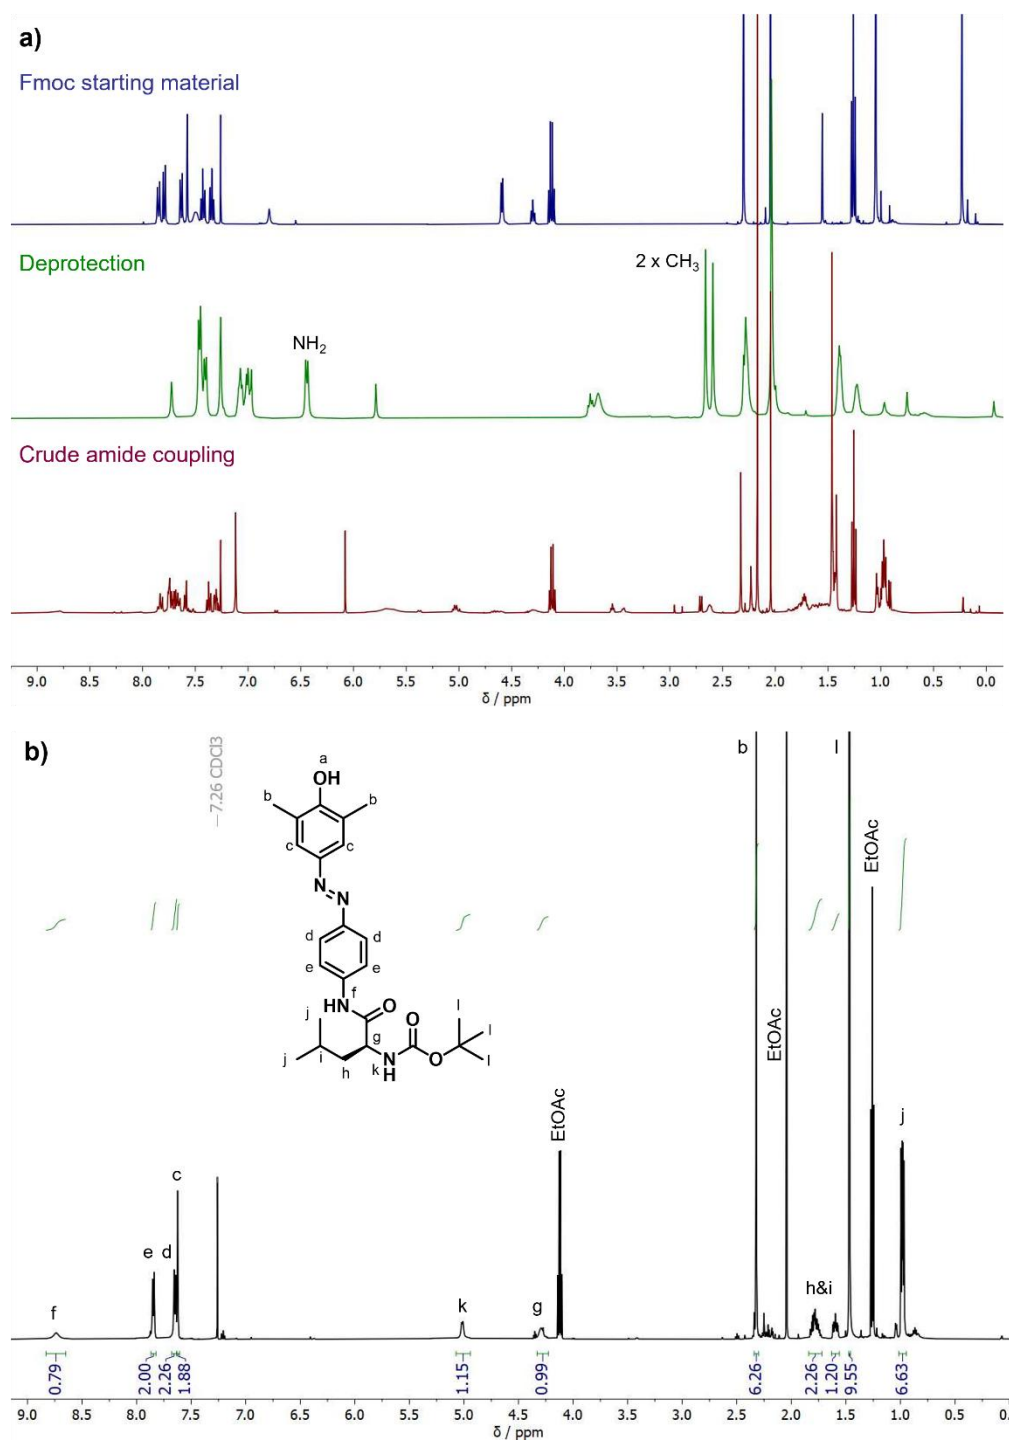 a)
Fmoc starting material
Deprotection
2 x CH3
NH2
Crude amide coupling
9.0 8.5 8.0 7.5 7.0 6.5 6.0 5.5 5.0 4.5 4.0 3.5 3.0 2.5 2.0 1.5 1.0 0.5 0.0
δ / ppm
b)
—7.26 CDCl3
a
OH
b b
c c
N
N
d d
e e
f
HN O
j g O
j i
h N O
k H
l
l
l
b l
EtOAc
EtOAc
EtOAc
j
c
e d
f
k g
h&i
0.79 2.00 2.26 1.88 1.15 0.99 6.26 2.26 1.20 9.55 6.63
9.0 8.5 8.0 7.5 7.0 6.5 6.0 5.5 5.0 4.5 4.0 3.5 3.0 2.5 2.0 1.5 1.0 0.5 0.
δ / ppm